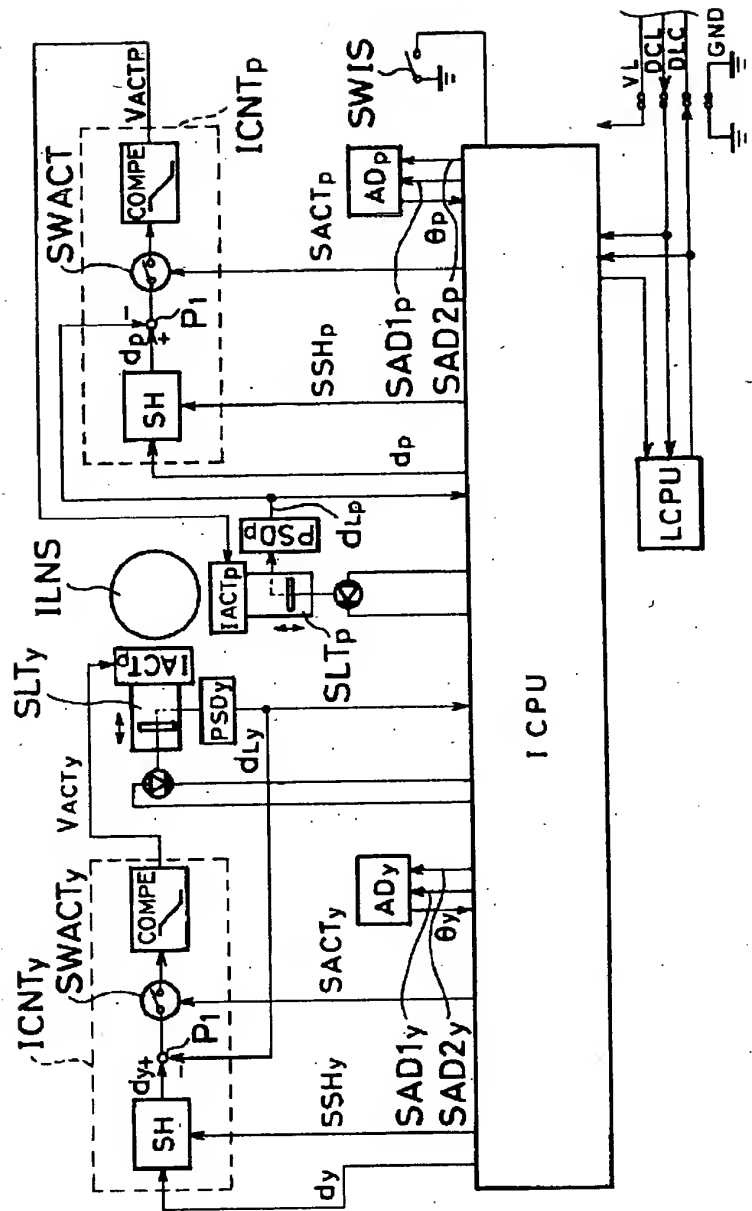 ICNTy
SWACTy
VACTy
SLTy
ILNS
SWACT
VACTP
ICNTp
SH
dy+
-
P1
COMPE
IACTp
PSDy
dLy
IACTp
PSDp
dLp
SLTp
SH
dp
+
-
P1
COMPE
SWIS
dy
SSHy
SACTy
ADy
θy
SAD1y
SAD2y
dp
SSHp
SACTp
ADp
θp
SAD1p
SAD2p
ICPU
LCPU
VL
DCL
DLC
GND